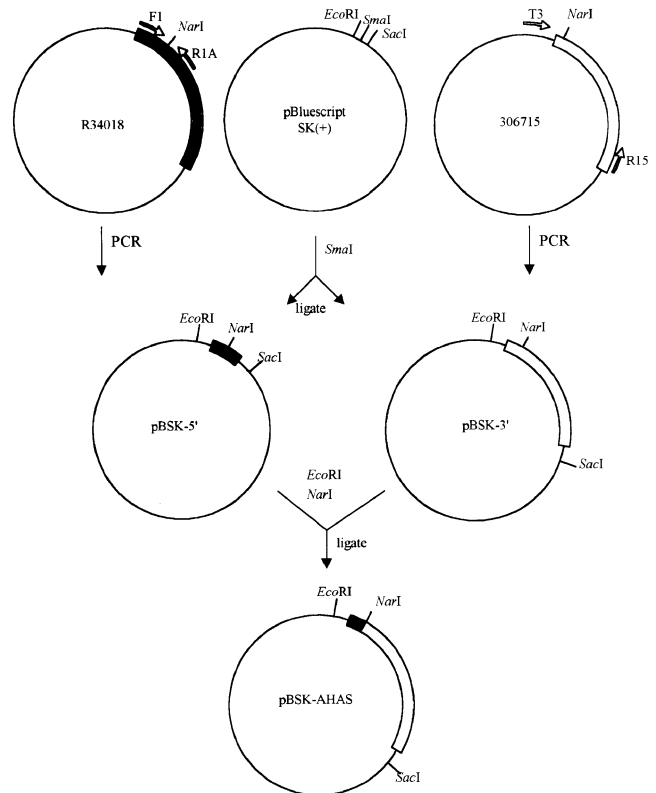 F1
NarI
R1A
R34018
EcoRI
SmaI
SacI
pBluescript
SK(+)
T3
NarI
306715
R15
PCR
SmaI
PCR
ligate
EcoRI
NarI
SacI
pBSK-5'
EcoRI
NarI
pBSK-3'
SacI
EcoRI
NarI
ligate
EcoRI
NarI
pBSK-AHAS
SacI